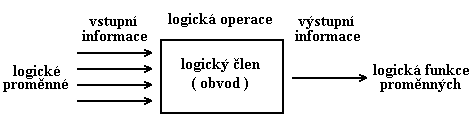 vstupní
informace
logická operace
výstupní
informace
logické
proměnné
logický člen
( obvod )
logická funkce
proměnných